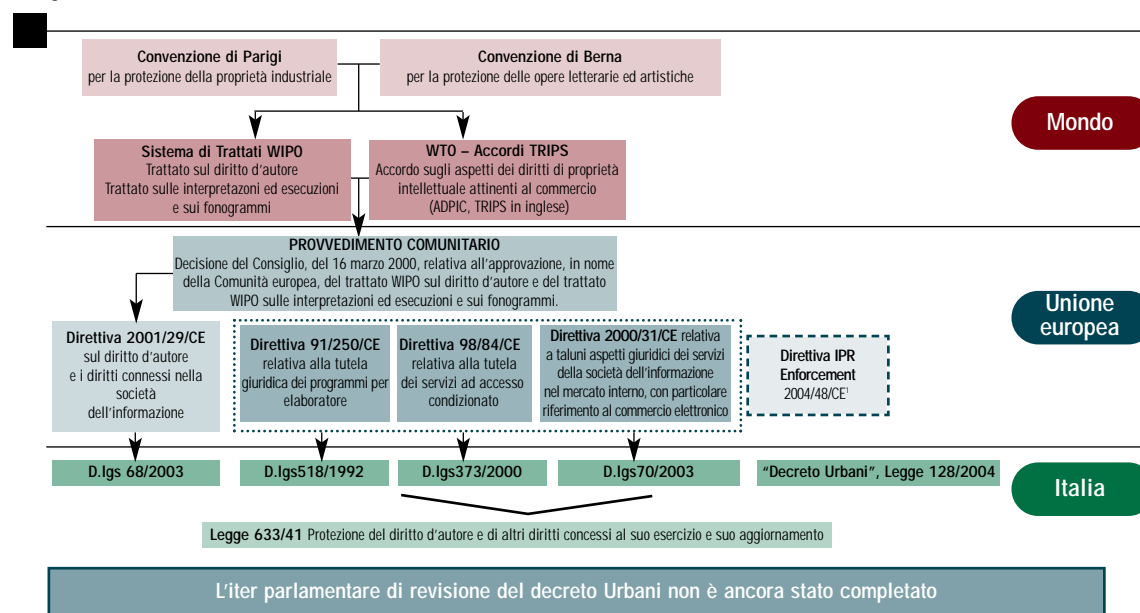 Convenzione di Parigi
per la protezione della proprietà industriale
Convenzione di Berna
per la protezione delle opere letterarie ed artistiche
Mondo
Sistema di Trattati WIPO
Trattato sul diritto d'autore
Trattato sulle interpretazoni ed esecuzioni
e sui fonogrammi
WTO – Accordi TRIPS
Accordo sugli aspetti dei diritti di proprietà
intellettuale attinenti al commercio
(ADPIC, TRIPS in inglese)
PROVVEDIMENTO COMUNITARIO
Decisione del Consiglio, del 16 marzo 2000, relativa all'approvazione, in nome
della Comunità europea, del trattato WIPO sul diritto d'autore e del trattato
WIPO sulle interpretazioni ed esecuzioni e sui fonogrammi.
Unione
europea
Direttiva 2001/29/CE
sul diritto d'autore
e i diritti connessi nella
società
dell'informazione
Direttiva 91/250/CE
relativa alla tutela
giuridica dei programmi per
elaboratore
Direttiva 98/84/CE
relativa alla tutela
dei servizi ad accesso
condizionato
Direttiva 2000/31/CE relativa
a taluni aspetti giuridici dei servizi
della società dell'informazione
nel mercato interno, con particolare
riferimento al commercio elettronico
Direttiva IPR
Enforcement
2004/48/CE¹
D.lgs 68/2003
D.lgs518/1992
D.lgs373/2000
D.lgs70/2003
"Decreto Urbani", Legge 128/2004
Italia
Legge 633/41 Protezione del diritto d'autore e di altri diritti concessi al suo esercizio e suo aggiornamento
L'iter parlamentare di revisione del decreto Urbani non è ancora stato completato